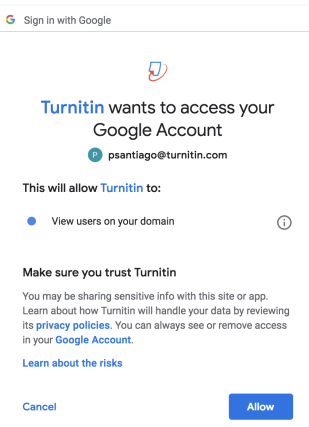 Sign in with Google
Turnitin wants to access your
Google Account
P psantiago@turnitin.com
This will allow Turnitin to:
View users on your domain
Make sure you trust Turnitin
You may be sharing sensitive info with this site or app.
Learn about how Turnitin will handle your data by reviewing
its privacy policies. You can always see or remove access
in your Google Account.
Learn about the risks
Cancel
Allow